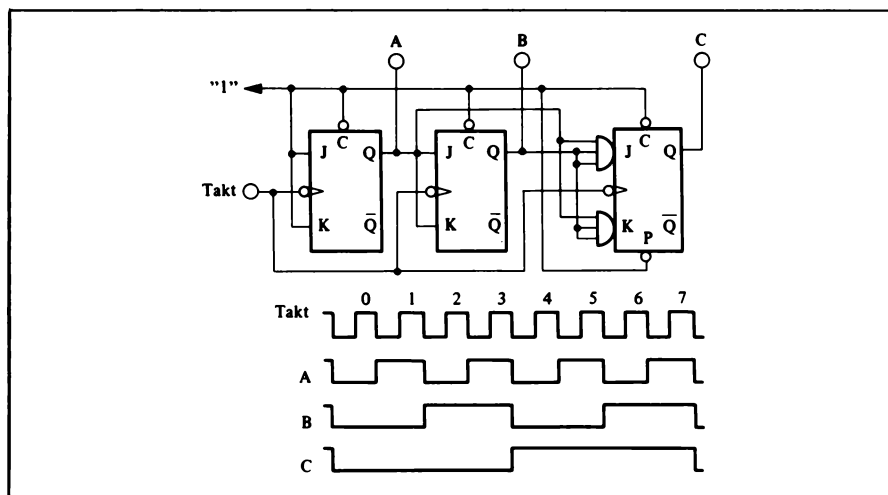 A B C
"1"
C C C
J Q J Q J Q
Takt
K Q̅ K Q̅ K Q̅
P
0 1 2 3 4 5 6 7
Takt
A
B
C